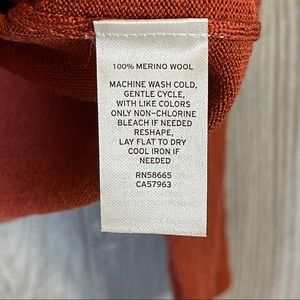 100% MERINO WOOL
MACHINE WASH COLD,
GENTLE CYCLE,
WITH LIKE COLORS
ONLY NON-CHLORINE
BLEACH IF NEEDED
RESHAPE,
LAY FLAT TO DRY
COOL IRON IF
NEEDED
RN58665
CA57963